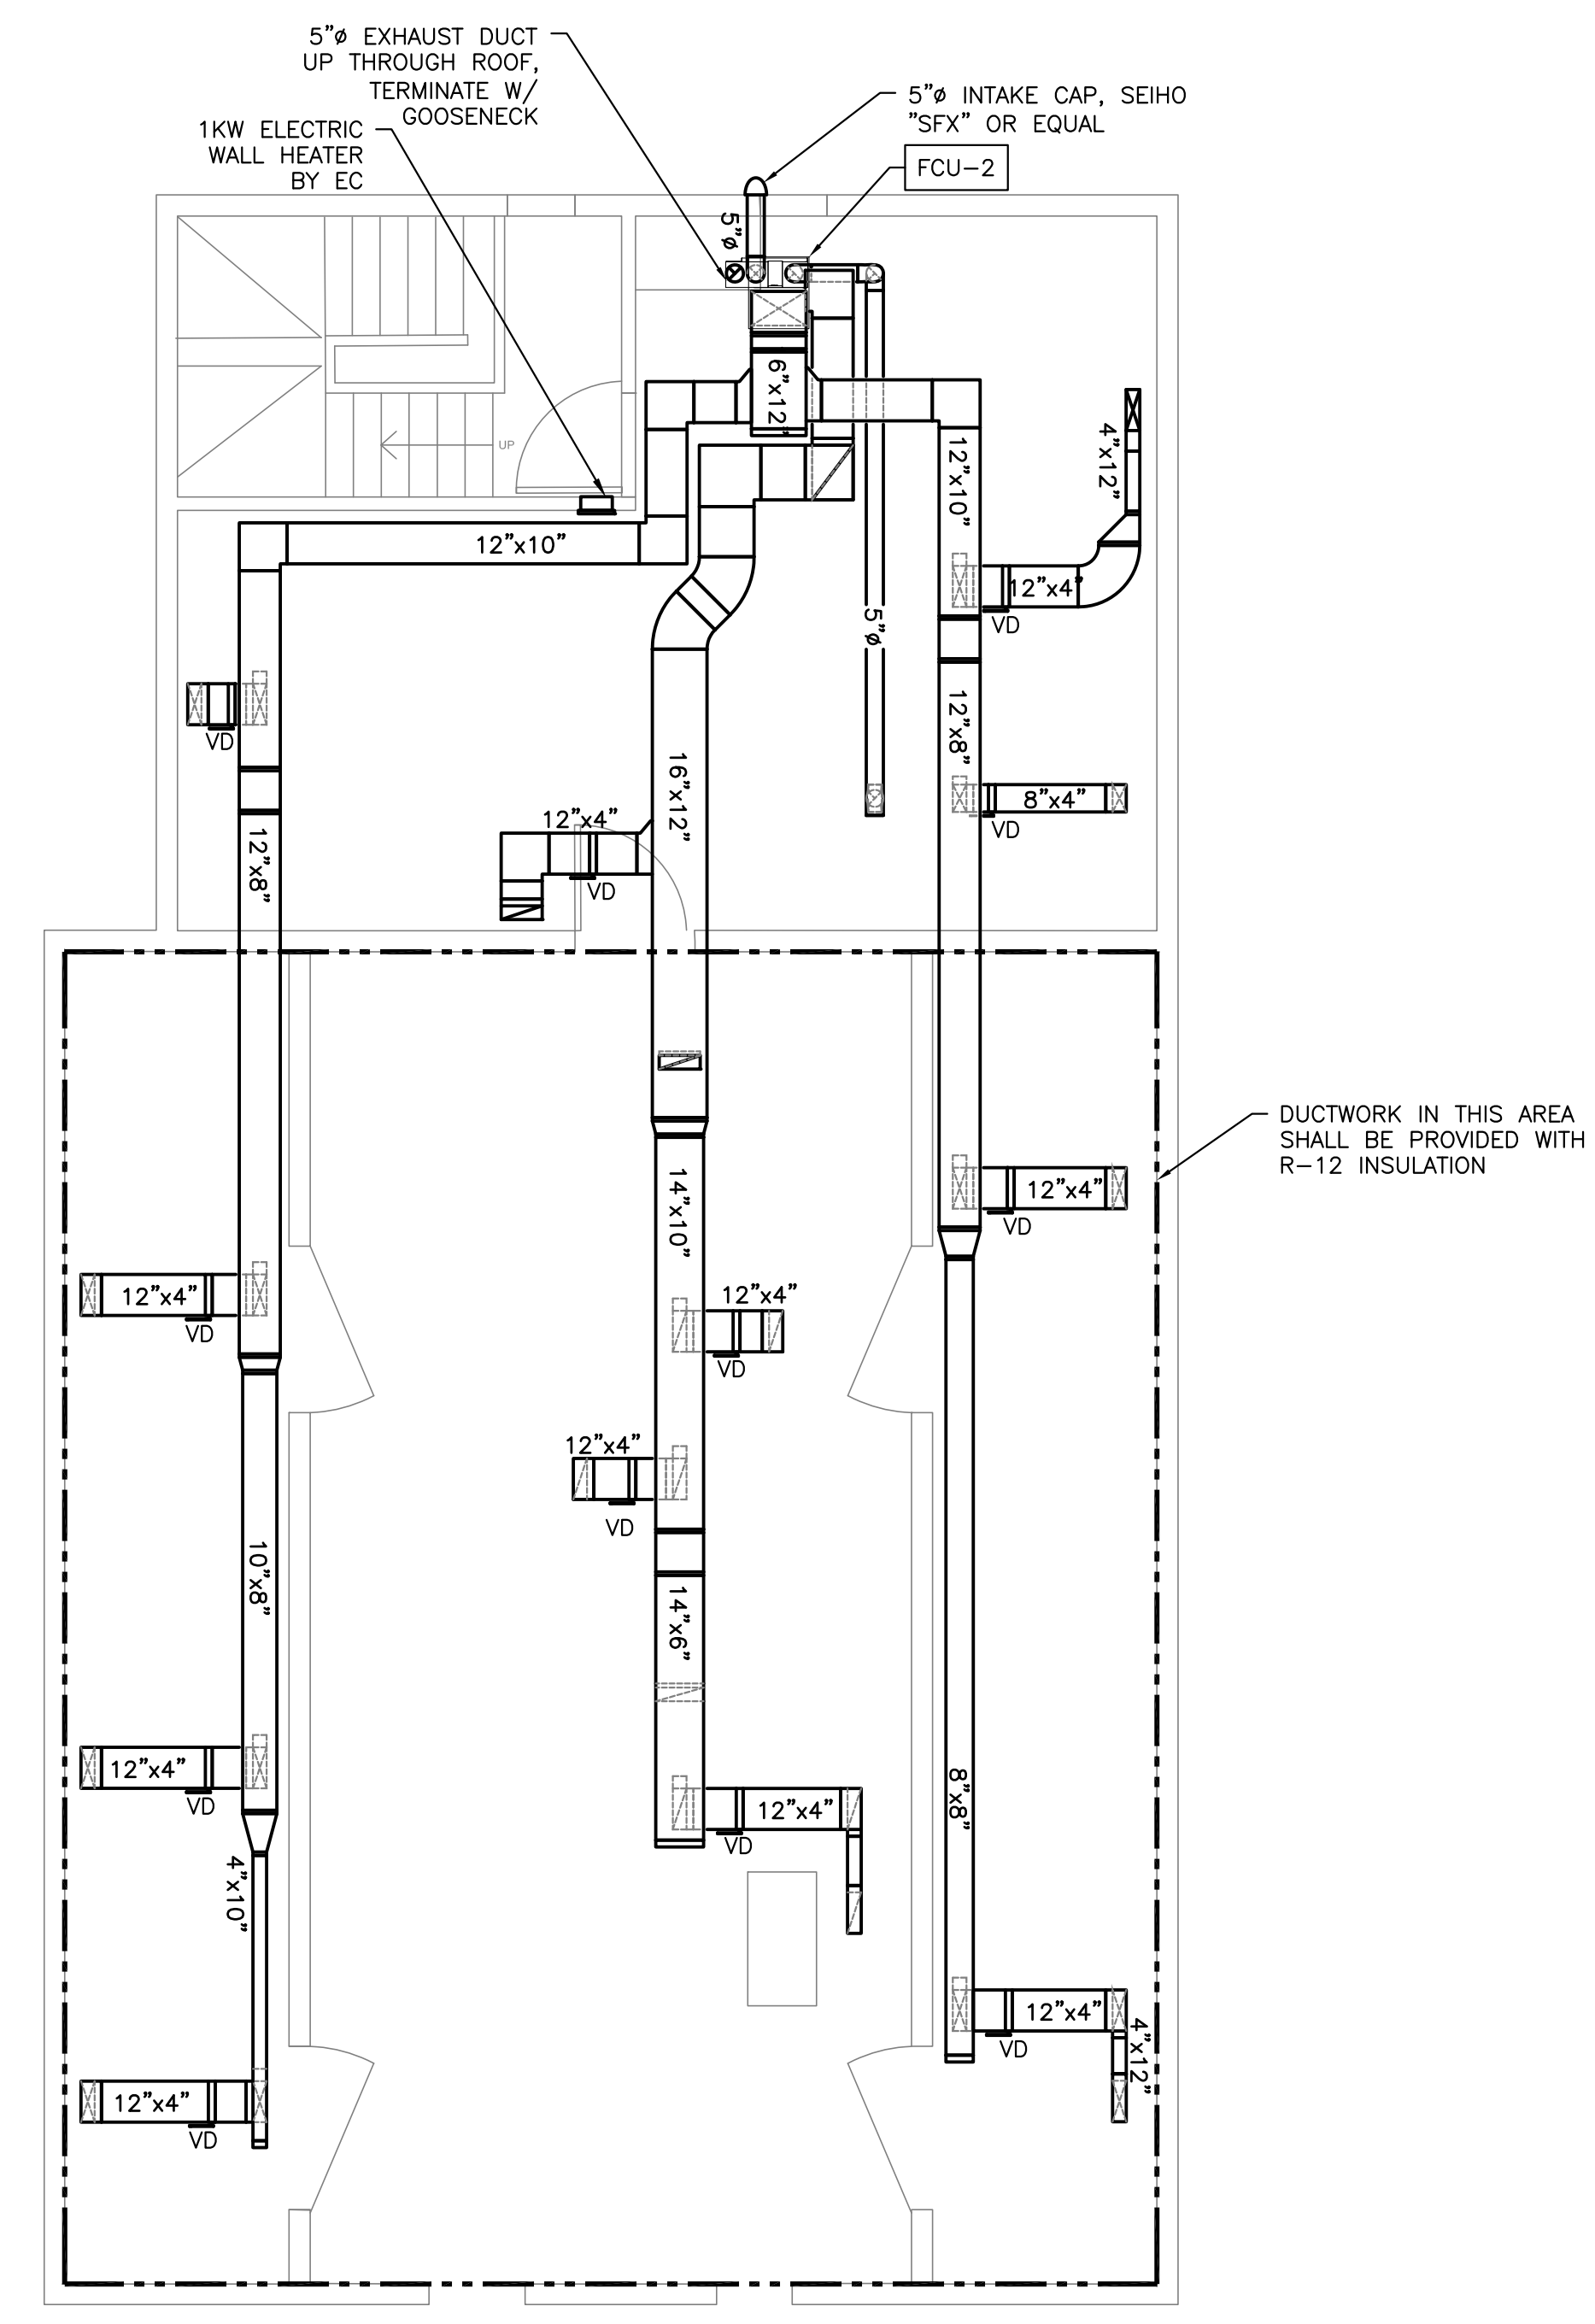 5"ø EXHAUST DUCT
UP THROUGH ROOF,
TERMINATE W/
GOOSENECK
5"ø INTAKE CAP, SEIHO
"SFX" OR EQUAL
1KW ELECTRIC
WALL HEATER
BY EC
FCU-2
5"ø
6"x12"
UP
12"x10"
4"x12"
12"x10"
12"x4"
VD
5"ø
12"x8"
VD
16"x12"
8"x4"
VD
12"x4"
VD
12"x8"
DUCTWORK IN THIS AREA
SHALL BE PROVIDED WITH
R-12 INSULATION
14"x10"
12"x4"
VD
12"x4"
VD
12"x4"
VD
12"x4"
VD
10"x8"
14"x6"
12"x4"
VD
12"x4"
VD
8"x8"
4"x10"
12"x4"
VD
4"x12"
12"x4"
VD